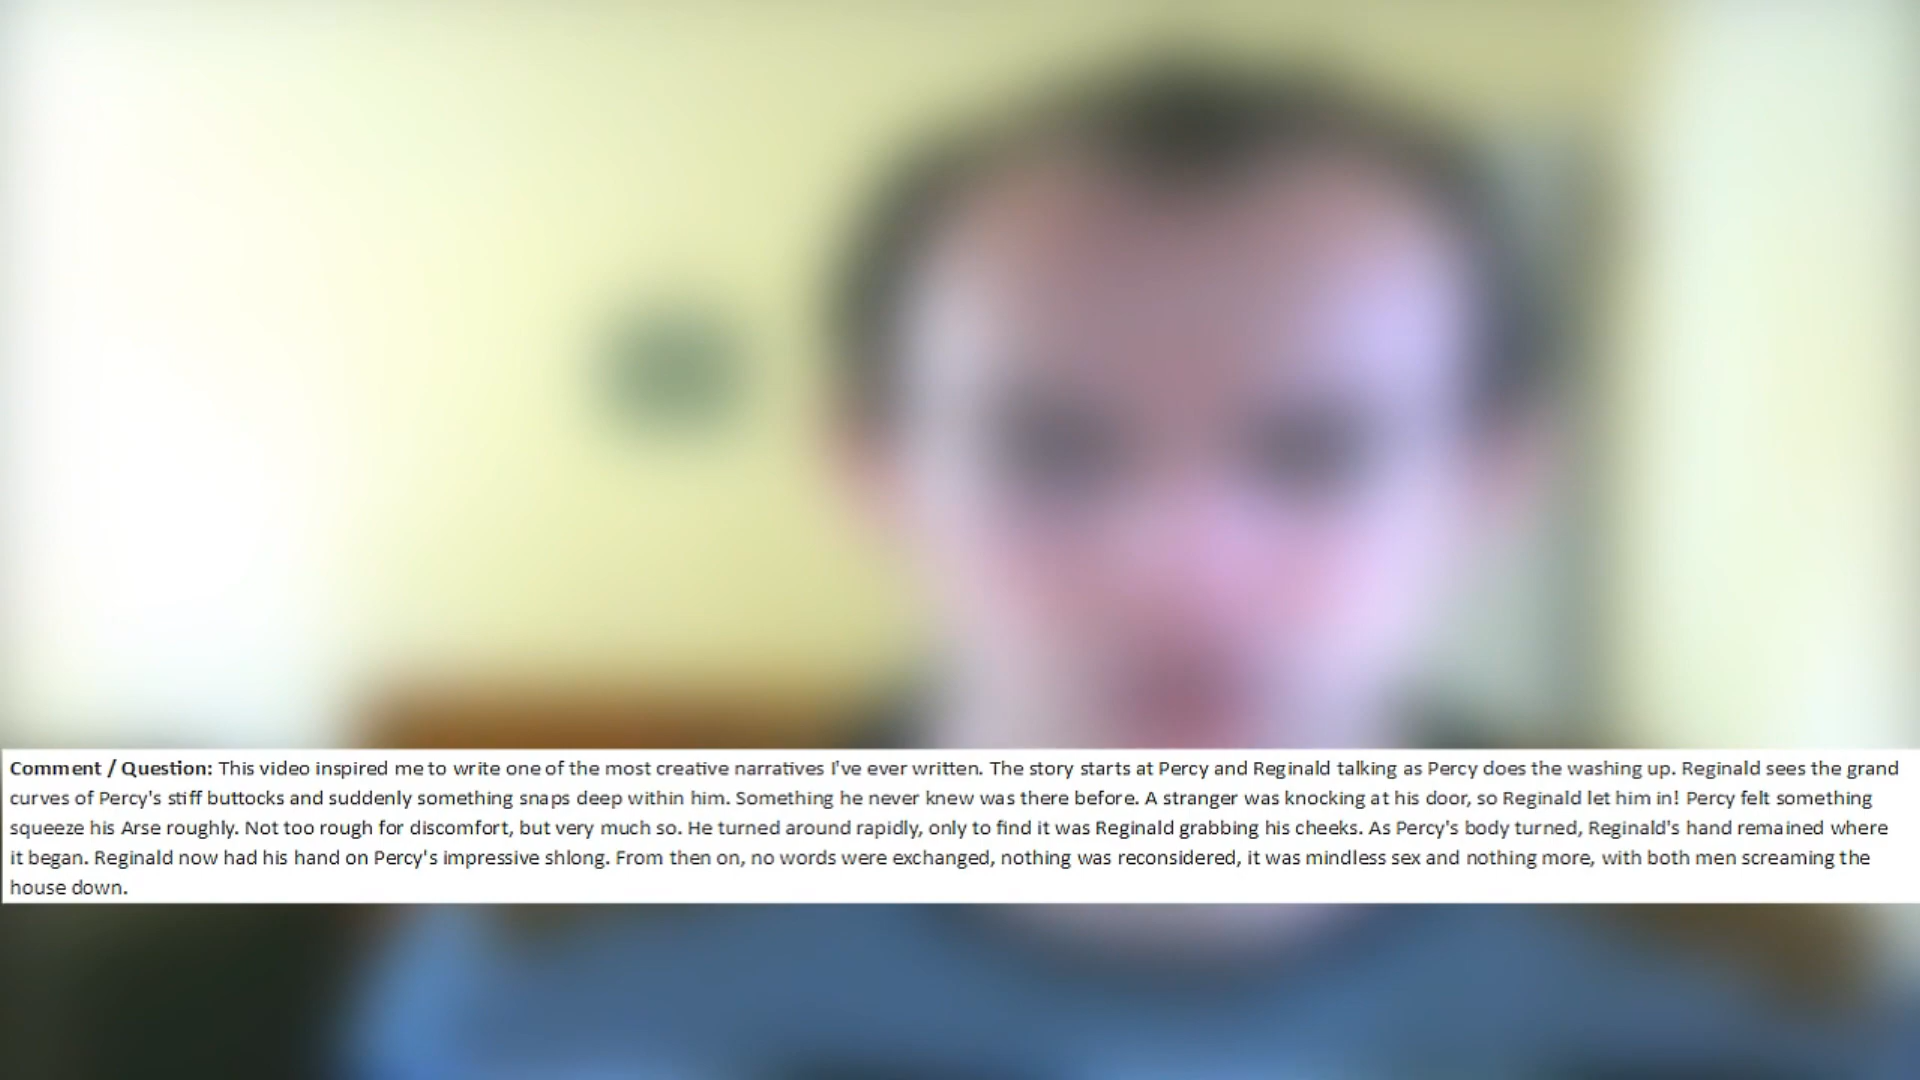 Comment / Question: This video inspired me to write one of the most creative narratives I've ever written. The story starts at Percy and Reginald talking as Percy does the washing up. Reginald sees the grand
curves of Percy's stiff buttocks and suddenly something snaps deep within him. Something he never knew was there before. A stranger was knocking at his door, so Reginald let him in! Percy felt something
squeeze his Arse roughly. Not too rough for discomfort, but very much so. He turned around rapidly, only to find it was Reginald grabbing his cheeks. As Percy's body turned, Reginald's hand remained where
it began. Reginald now had his hand on Percy's impressive shlong. From then on, no words were exchanged, nothing was reconsidered, it was mindless sex and nothing more, with both men screaming the
house down.